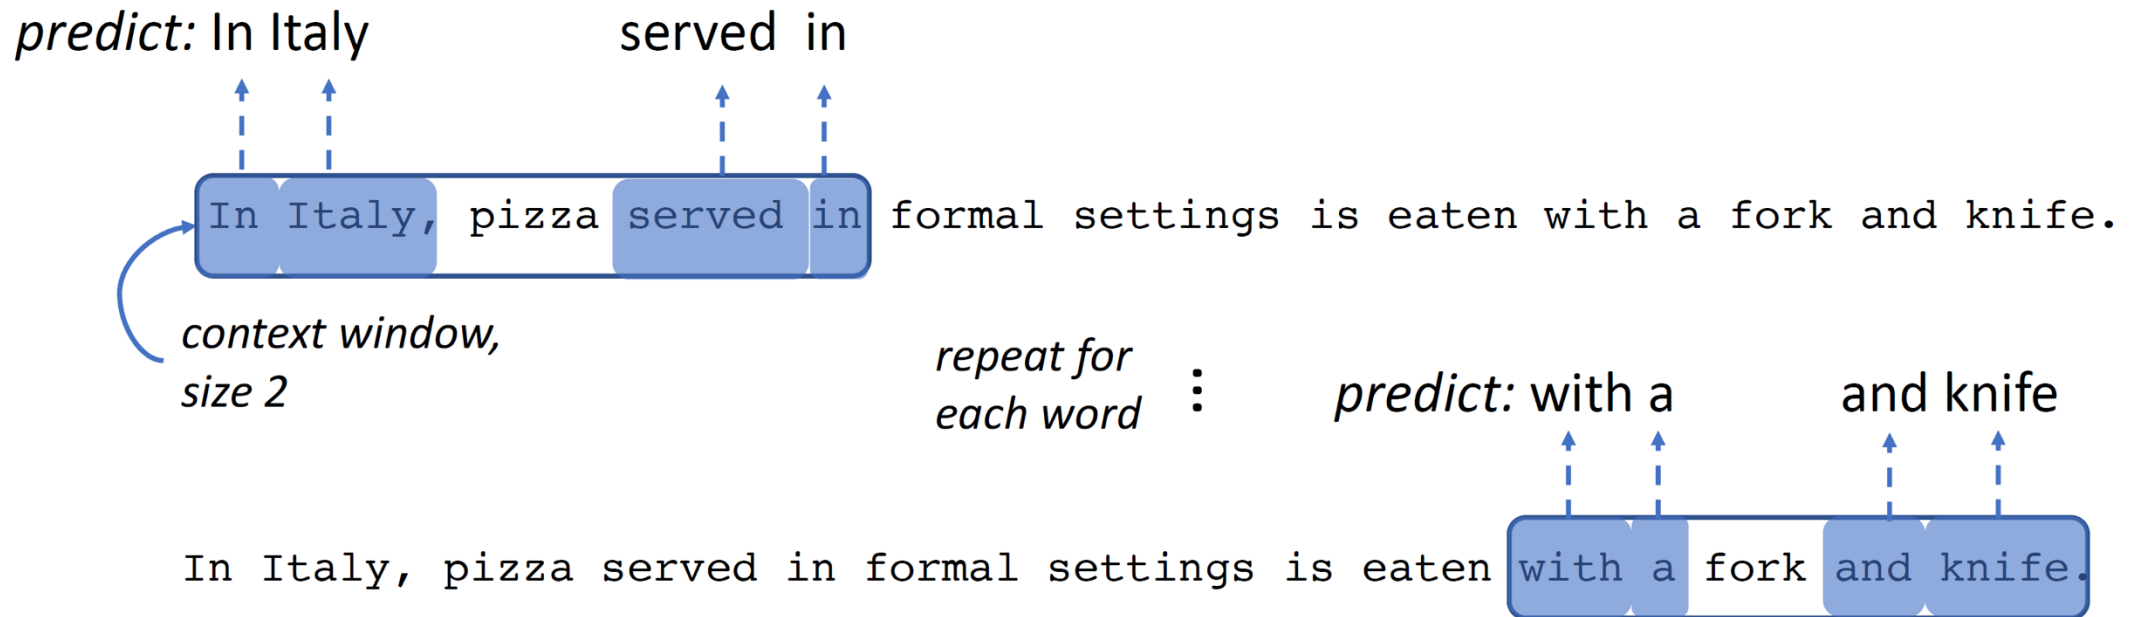 predict: In Italy served in
In Italy, pizza served in formal settings is eaten with a fork and knife.
context window,
size 2
repeat for
each word
⋮
predict: with a and knife
In Italy, pizza served in formal settings is eaten with a fork and knife.